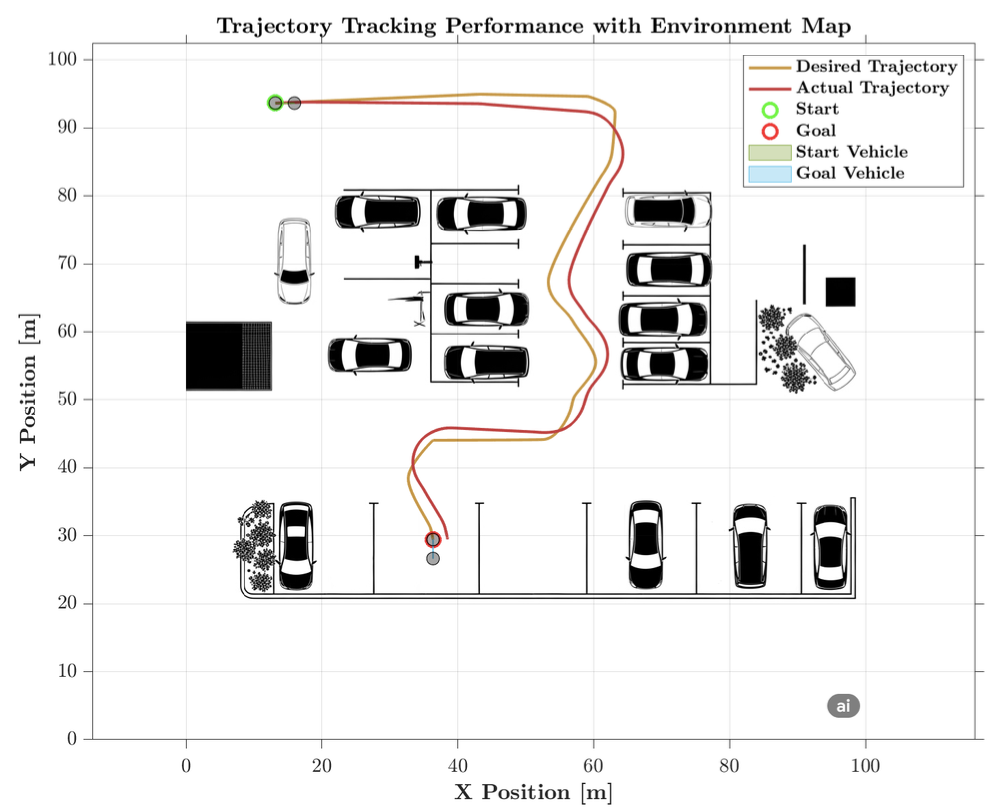 Trajectory Tracking Performance with Environment Map
Desired Trajectory
Actual Trajectory
Start
Goal
Start Vehicle
Goal Vehicle
100
90
80
70
60
50
40
30
20
10
0
Y Position [m]
0 20 40 60 80 100
X Position [m]
ai